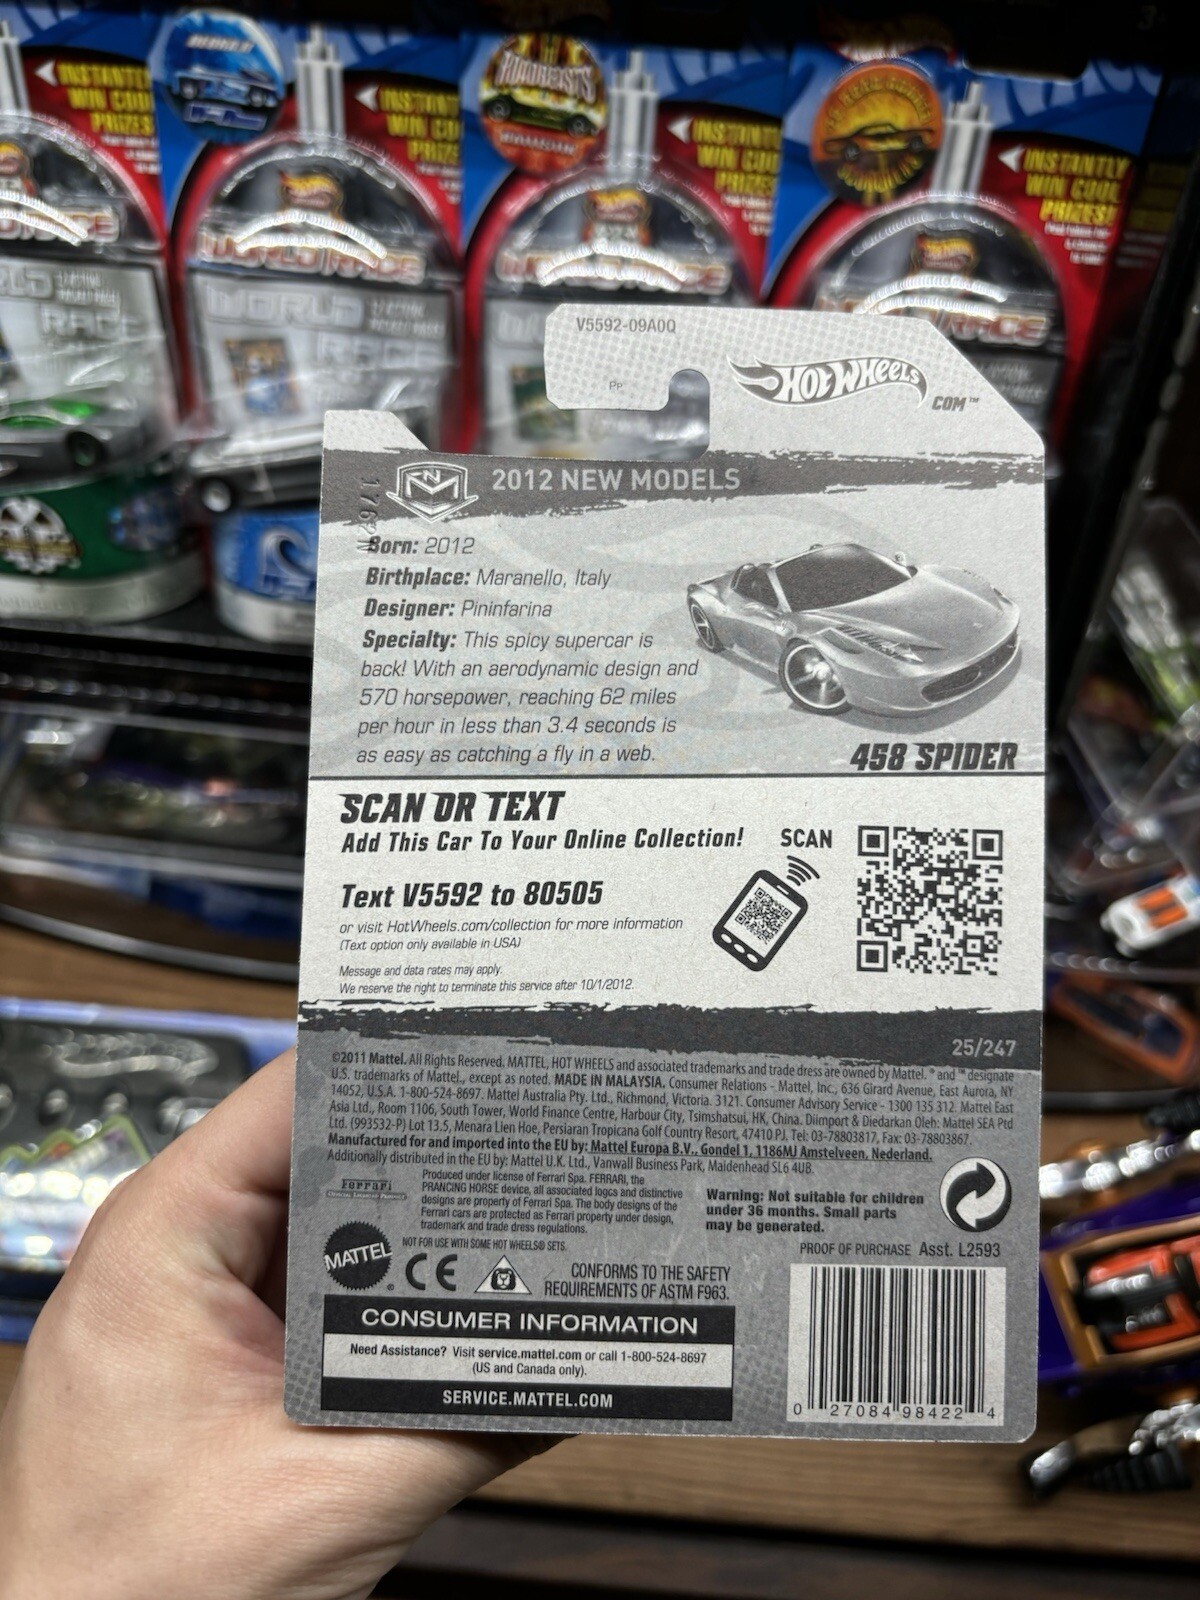 INSTANTLY
WIN COOL
PRIZES!
INSTANTLY
WIN COOL
PRIZES!
WORLD RACE
WORLD
RACE
V5592-09A0Q
Pp
HOT WHEELS
COM™
2012 NEW MODELS
Born: 2012
Birthplace: Maranello, Italy
Designer: Pininfarina
Specialty: This spicy supercar is
back! With an aerodynamic design and
570 horsepower, reaching 62 miles
per hour in less than 3.4 seconds is
as easy as catching a fly in a web.
458 SPIDER
SCAN OR TEXT
Add This Car To Your Online Collection!
SCAN
Text V5592 to 80505
or visit HotWheels.com/collection for more information
(Text option only available in USA)
Message and data rates may apply.
We reserve the right to terminate this service after 10/1/2012.
25/247
©2011 Mattel. All Rights Reserved. MATTEL, HOT WHEELS and associated trademarks and trade dress are owned by Mattel. ® and ™ designate
U.S. trademarks of Mattel., except as noted. MADE IN MALAYSIA. Consumer Relations - Mattel, Inc., 636 Girard Avenue, East Aurora, NY
14052, U.S.A. 1-800-524-8697. Mattel Australia Pty. Ltd., Richmond, Victoria. 3121. Consumer Advisory Service - 1300 135 312. Mattel East
Asia Ltd., Room 1106, South Tower, World Finance Centre, Harbour City, Tsimshatsui, HK, China. Diimport & Diedarkan Oleh: Mattel SEA Ptd
Ltd. (993532-P) Lot 13.5, Menara Lien Hoe, Persiaran Tropicana Golf Country Resort, 47410 PJ. Tel: 03-78803817, Fax: 03-78803867.
Manufactured for and imported into the EU by: Mattel Europa B.V., Gondel 1, 1186MJ Amstelveen, Nederland.
Additionally distributed in the EU by: Mattel U.K. Ltd., Vanwall Business Park, Maidenhead SL6 4UB.
Ferrari
Produced under license of Ferrari Spa. FERRARI, the
PRANCING HORSE device, all associated logos and distinctive
designs are property of Ferrari Spa. The body designs of the
Ferrari cars are protected as Ferrari property under design,
trademark and trade dress regulations.
Warning: Not suitable for children
under 36 months. Small parts
may be generated.
NOT FOR USE WITH SOME HOT WHEELS® SETS.
MATTEL
CE
CONFORMS TO THE SAFETY
REQUIREMENTS OF ASTM F963.
PROOF OF PURCHASE Asst. L2593
CONSUMER INFORMATION
Need Assistance? Visit service.mattel.com or call 1-800-524-8697
(US and Canada only).
SERVICE.MATTEL.COM
0 27084 98422 4